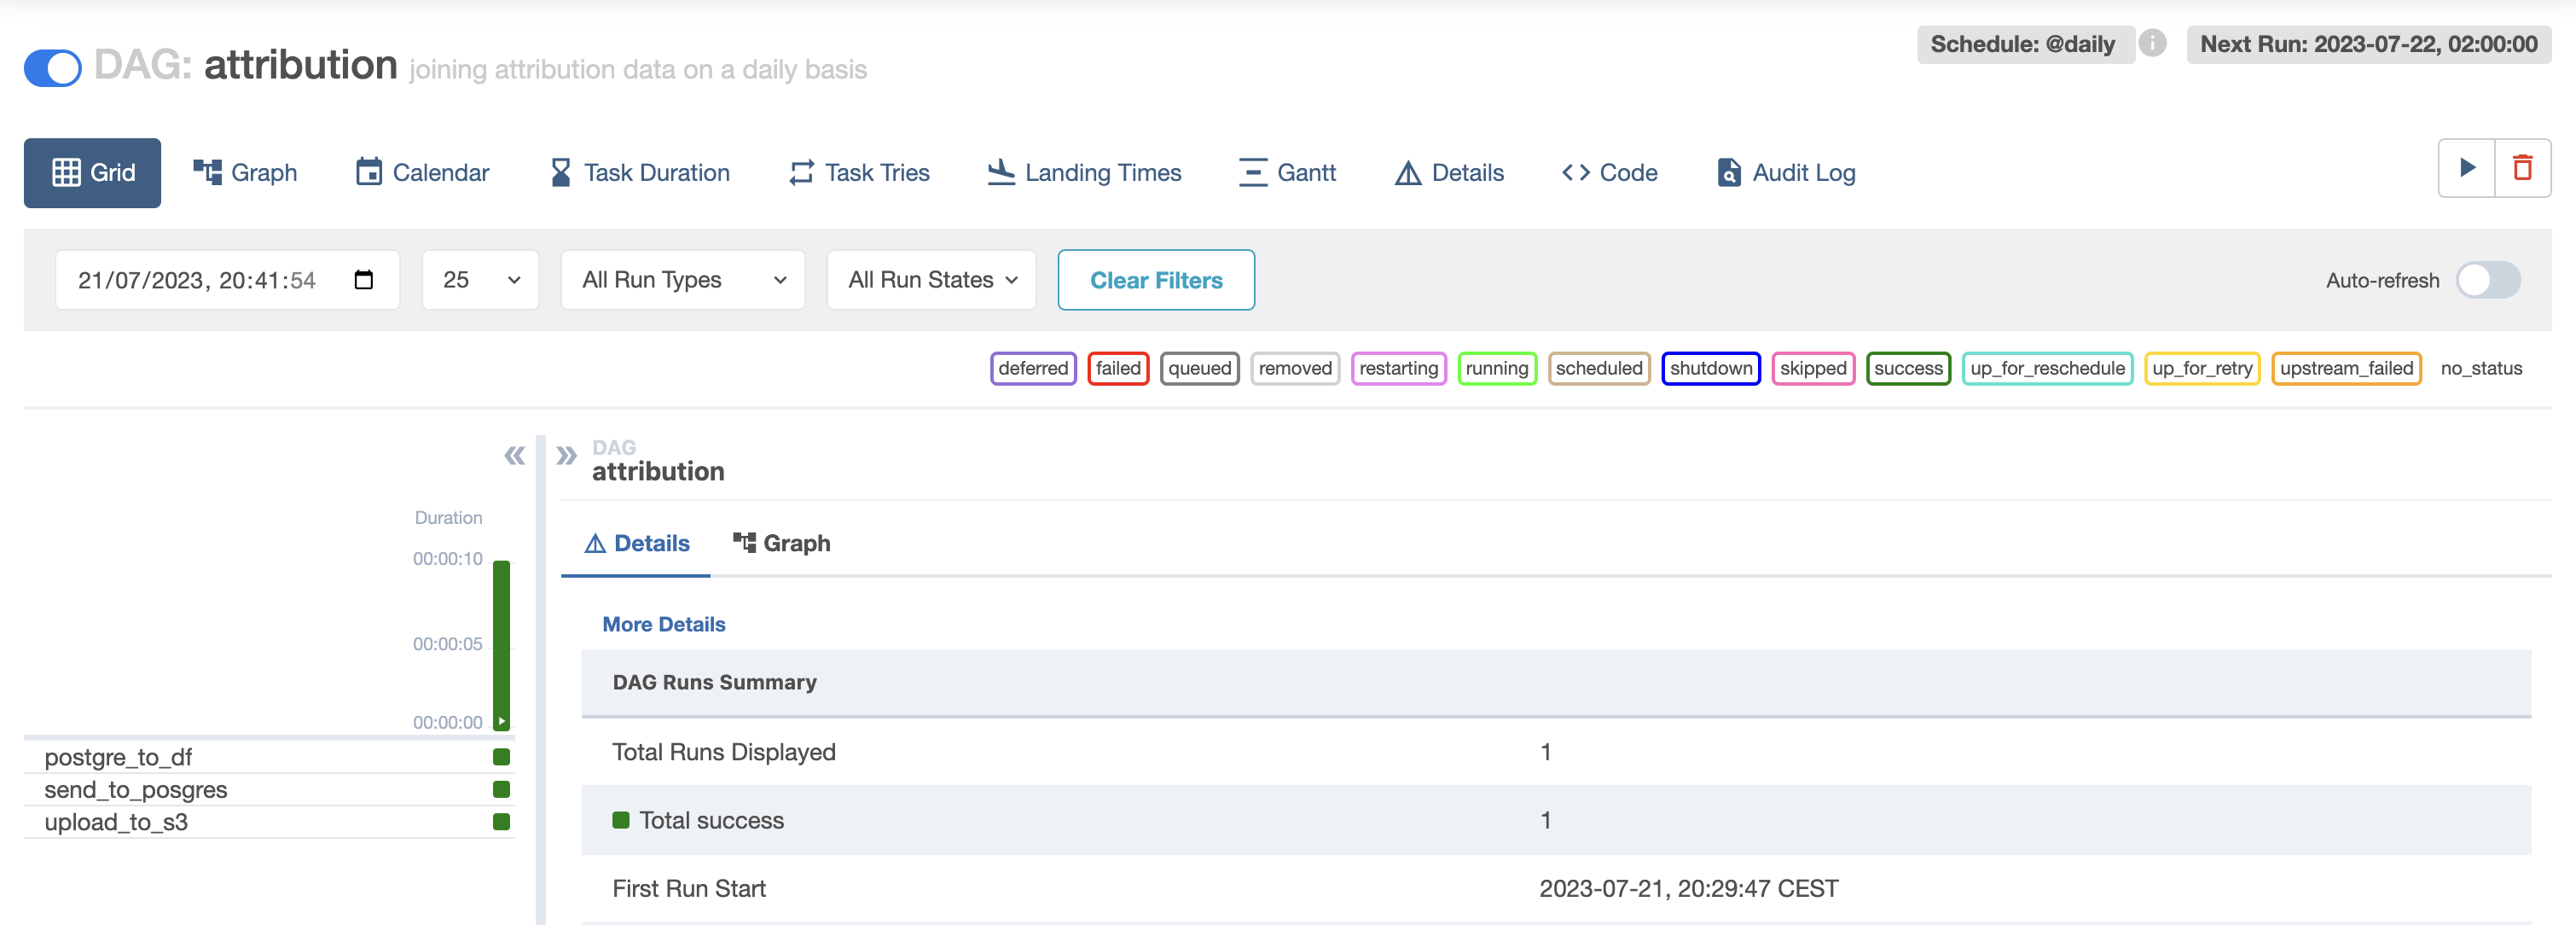 DAG: attribution joining attribution data on a daily basis
Schedule: @daily
Next Run: 2023-07-22, 02:00:00
Grid
Graph
Calendar
Task Duration
Task Tries
Landing Times
Gantt
Details
Code
Audit Log
21/07/2023, 20:41:54
25
All Run Types
All Run States
Clear Filters
Auto-refresh
deferred
failed
queued
removed
restarting
running
scheduled
shutdown
skipped
success
up_for_reschedule
up_for_retry
upstream_failed
no_status
Duration
00:00:10
00:00:05
00:00:00
postgre_to_df
send_to_posgres
upload_to_s3
DAG
attribution
Details
Graph
More Details
DAG Runs Summary
Total Runs Displayed 1
Total success 1
First Run Start 2023-07-21, 20:29:47 CEST